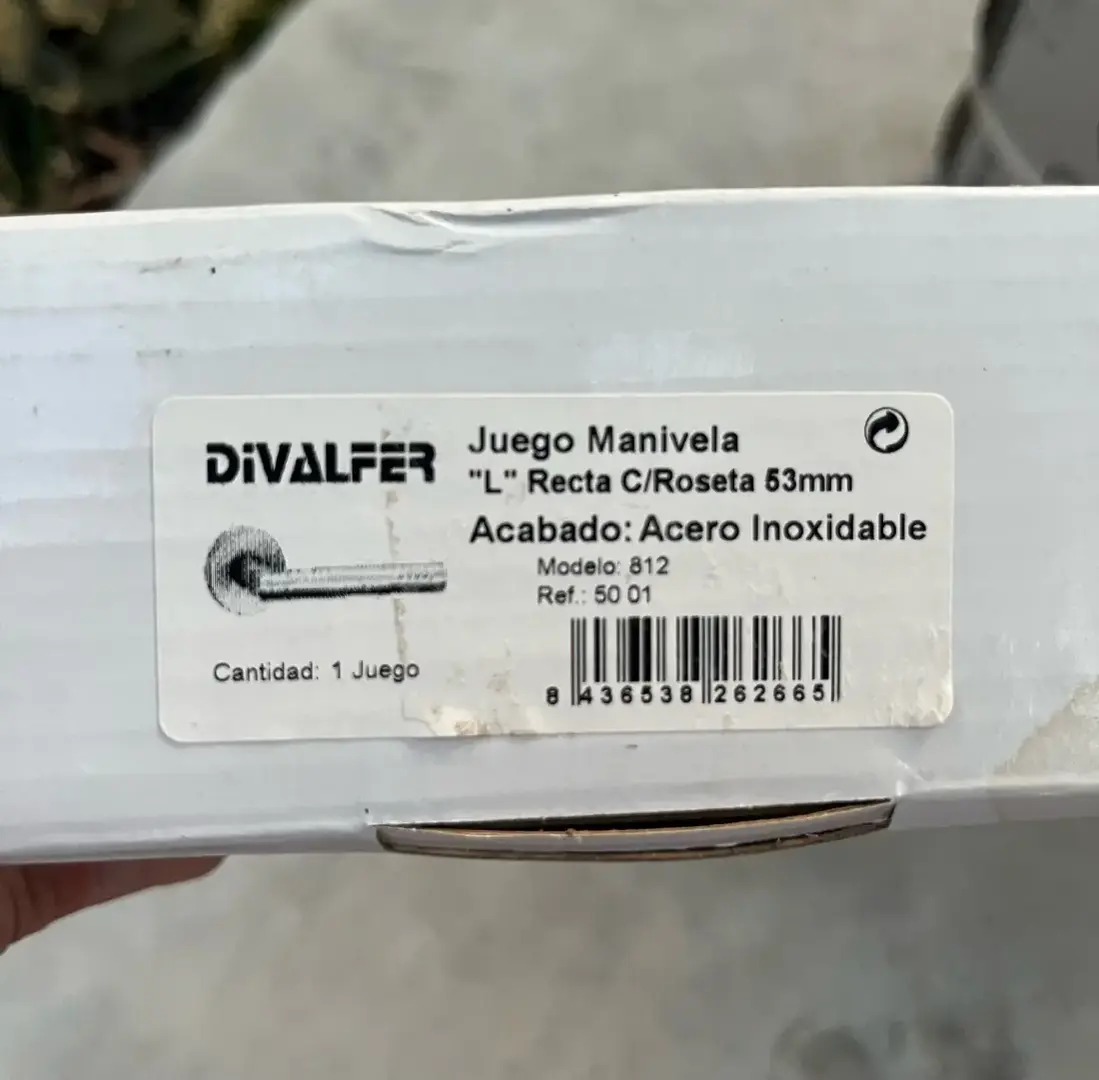 DiVALFER
Juego Manivela
"L" Recta C/Roseta 53mm
Acabado: Acero Inoxidable
Modelo: 812
Ref.: 50 01
Cantidad: 1 Juego
8 436538 262665